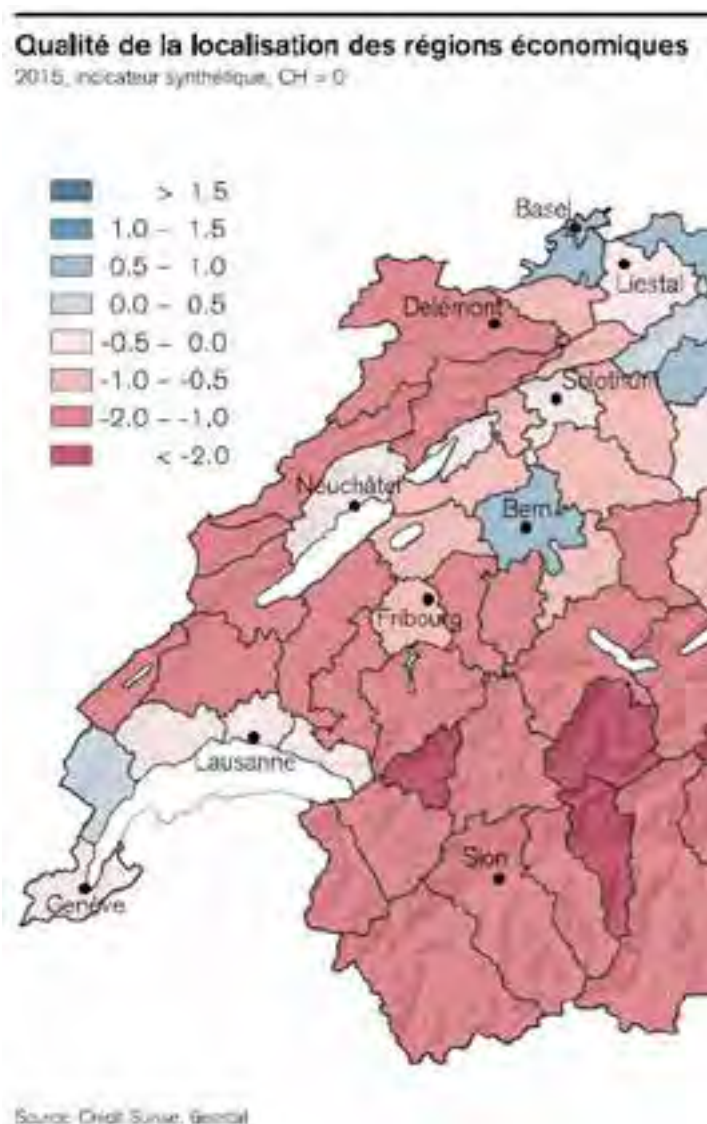 Qualité de la localisation des régions économiques
2015, indicateur synthétique, CH = 0
> 1.5
1.0 – 1.5
0.5 – 1.0
0.0 – 0.5
-0.5 – 0.0
-1.0 – -0.5
-2.0 – -1.0
< -2.0
Basel
Liestal
Delémont
Solothurn
Neuchâtel
Bern
Fribourg
Lausanne
Sion
Genève
Source: Credit Suisse, Geostat